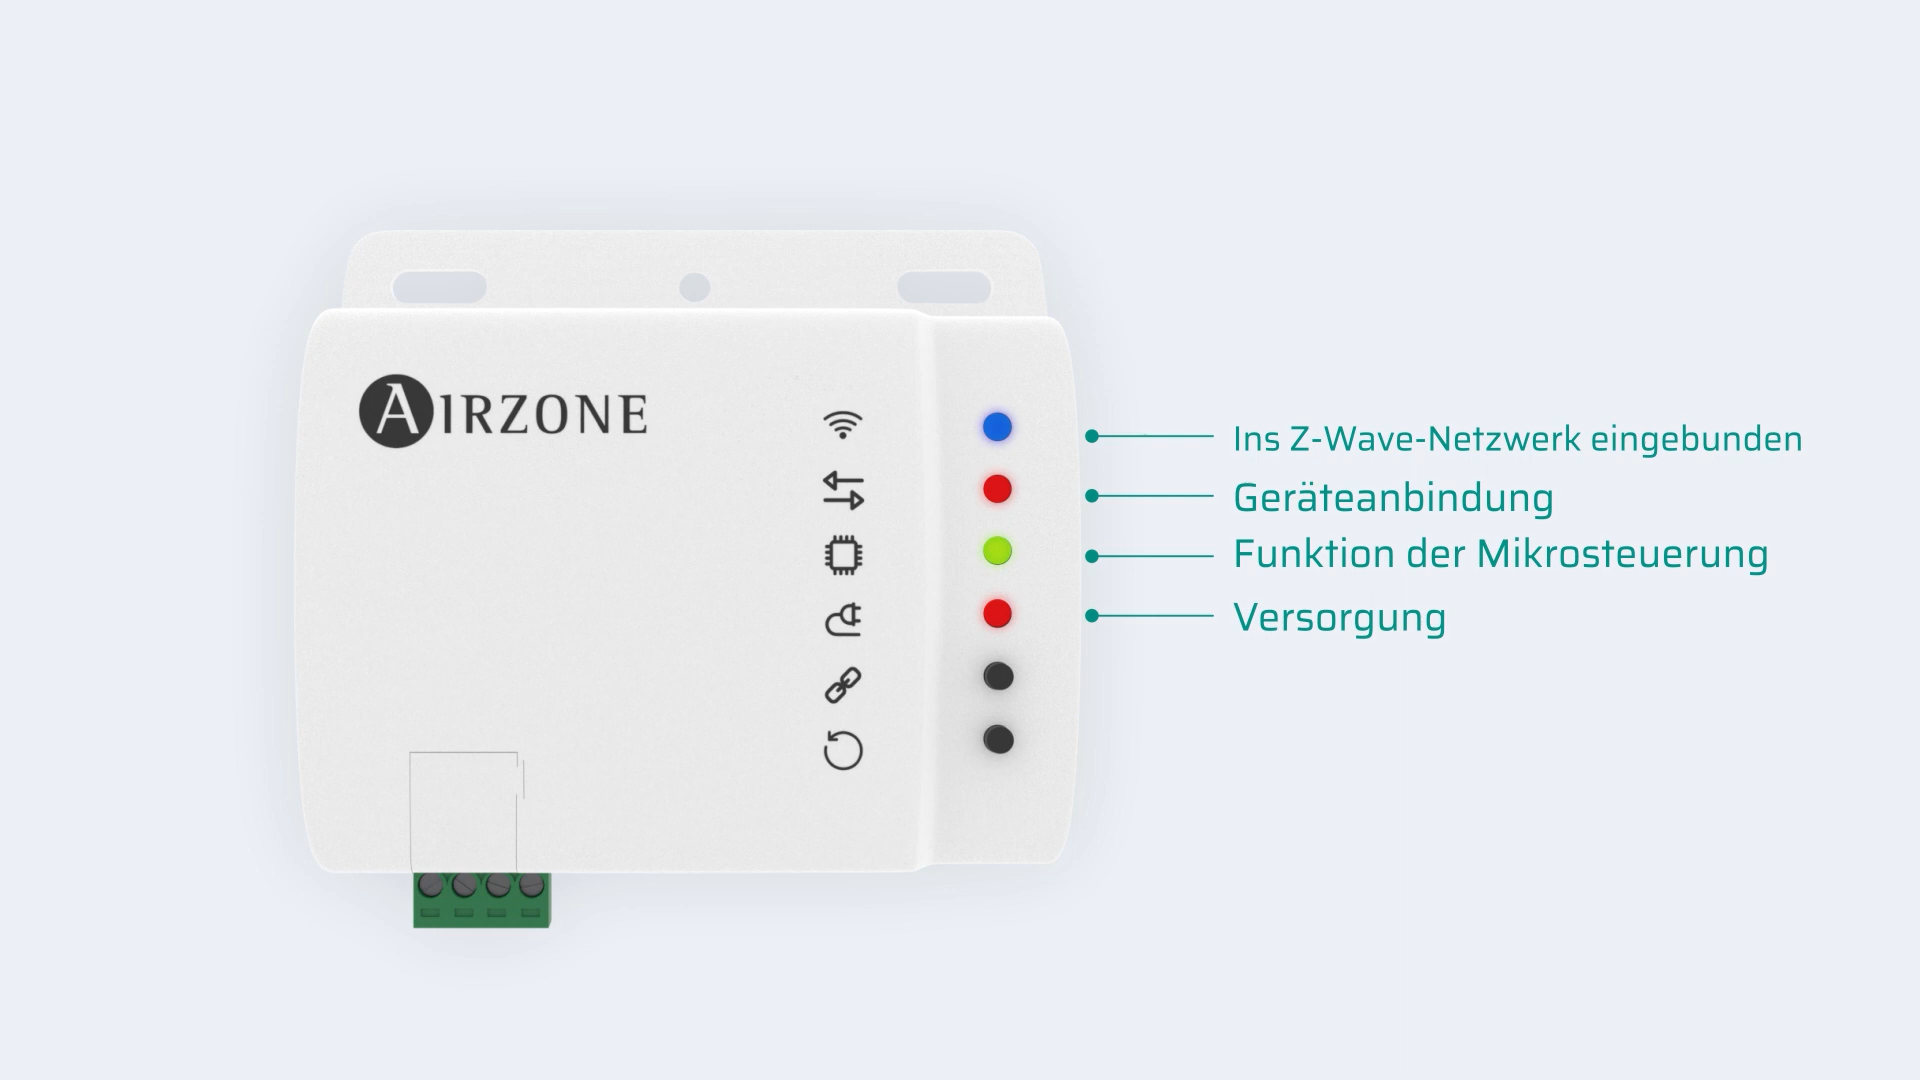 AIRZONE
Ins Z-Wave-Netzwerk eingebunden
Geräteanbindung
Funktion der Mikrosteuerung
Versorgung